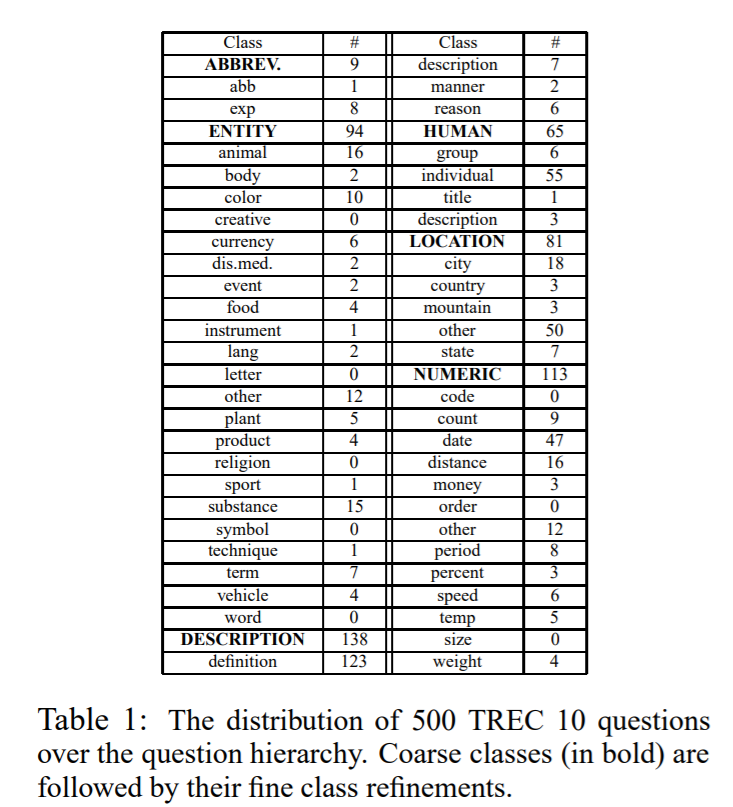 Class # Class #
ABBREV. 9 description 7
abb 1 manner 2
exp 8 reason 6
ENTITY 94 HUMAN 65
animal 16 group 6
body 2 individual 55
color 10 title 1
creative 0 description 3
currency 6 LOCATION 81
dis.med. 2 city 18
event 2 country 3
food 4 mountain 3
instrument 1 other 50
lang 2 state 7
letter 0 NUMERIC 113
other 12 code 0
plant 5 count 9
product 4 date 47
religion 0 distance 16
sport 1 money 3
substance 15 order 0
symbol 0 other 12
technique 1 period 8
term 7 percent 3
vehicle 4 speed 6
word 0 temp 5
DESCRIPTION 138 size 0
definition 123 weight 4
Table 1: The distribution of 500 TREC 10 questions
over the question hierarchy. Coarse classes (in bold) are
followed by their fine class refinements.